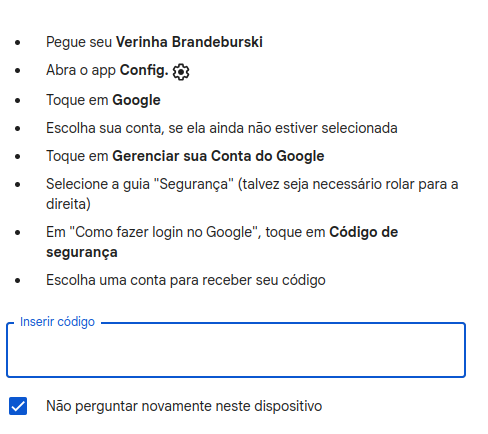 Pegue seu Verinha Brandeburski
Abra o app Config.
Toque em Google
Escolha sua conta, se ela ainda não estiver selecionada
Toque em Gerenciar sua Conta do Google
Selecione a guia "Segurança" (talvez seja necessário rolar para a
direita)
Em "Como fazer login no Google", toque em Código de
segurança
Escolha uma conta para receber seu código
Inserir código
Não perguntar novamente neste dispositivo